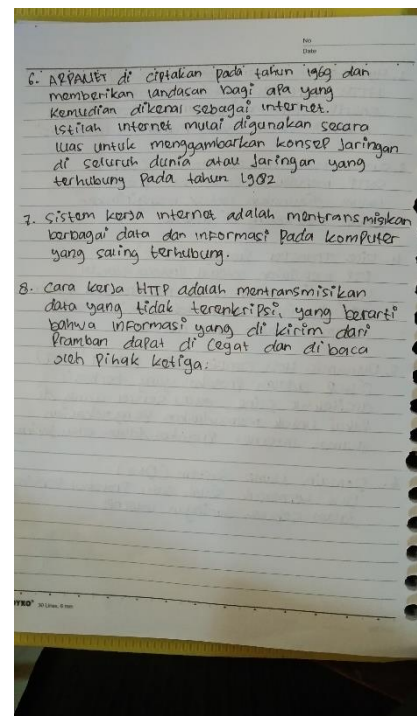 No
Date
6. ARPANET di ciptakan pada tahun 1969 dan
memberikan landasan bagi apa yang
kemudian dikenal sebagai internet.
istilah internet mulai digunakan secara
luas untuk menggambarkan konsep Jaringan
di seluruh dunia atau Jaringan yang
terhubung pada tahun 1982
7. Sistem kerja internet adalah mentransmisikan
berbagai data dan informasi pada komputer
yang saling terhubung.
8. Cara kerja HTTP adalah mentransmisikan
data yang tidak terenkripsi, yang berarti
bahwa informasi yang di kirim dari
Pramban dapat di cegat dan di baca
oleh pihak ketiga.